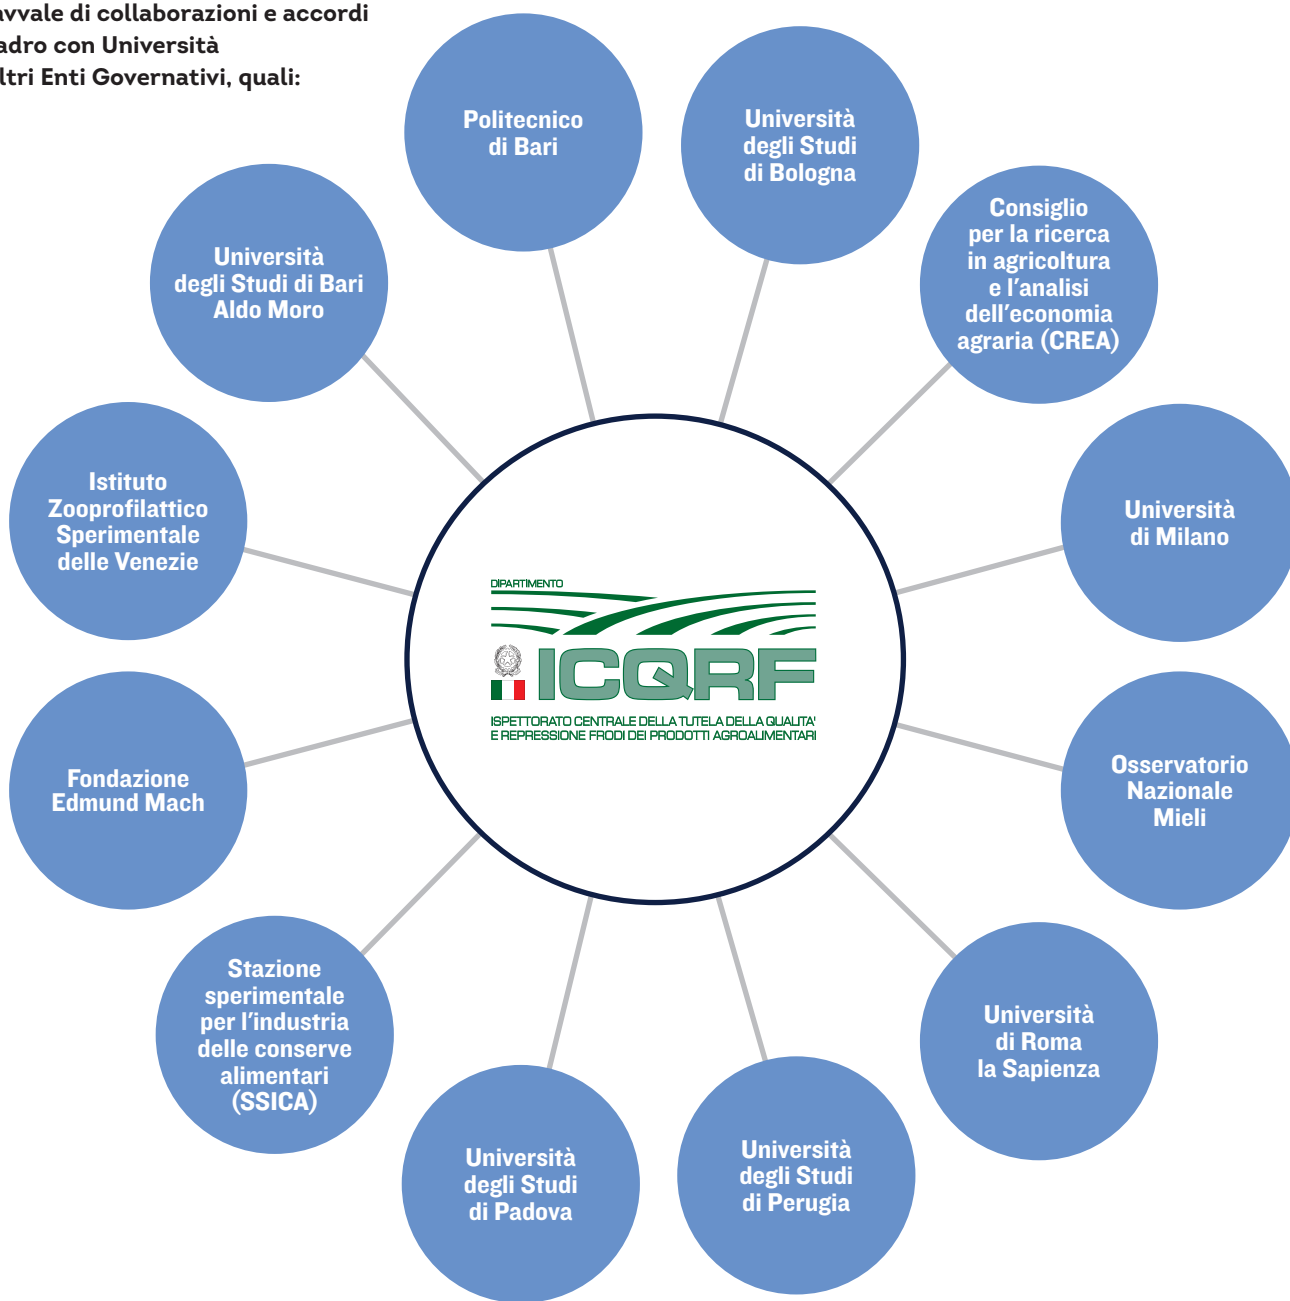 avvale di collaborazioni e accordi
adro con Università
ltri Enti Governativi, quali:
Politecnico
di Bari
Università
degli Studi
di Bologna
Consiglio
per la ricerca
in agricoltura
e l'analisi
dell'economia
agraria (CREA)
Università
di Milano
Osservatorio
Nazionale
Mieli
Università
di Roma
la Sapienza
Università
degli Studi
di Perugia
Università
degli Studi
di Padova
Stazione
sperimentale
per l'industria
delle conserve
alimentari
(SSICA)
Fondazione
Edmund Mach
Istituto
Zooprofilattico
Sperimentale
delle Venezie
Università
degli Studi di Bari
Aldo Moro
DIPARTIMENTO
ICQRF
ISPETTORATO CENTRALE DELLA TUTELA DELLA QUALITA'
E REPRESSIONE FRODI DEI PRODOTTI AGROALIMENTARI